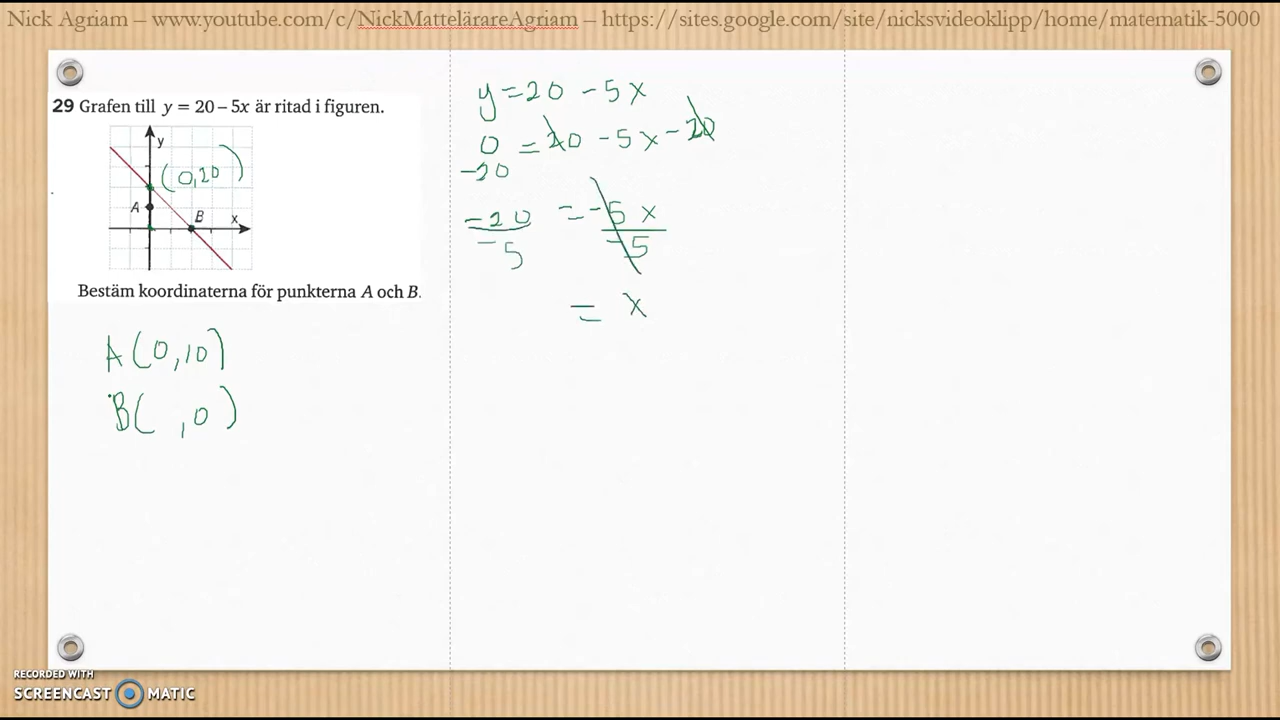 Nick Agriam – www.youtube.com/c/NickMattelärareAgriam – https://sites.google.com/site/nicksvideoklipp/home/matematik-5000
29 Grafen till y = 20 – 5x är ritad i figuren.
y
(0,20)
A
B
x
Bestäm koordinaterna för punkterna A och B.
A(0,10)
B( ,0)
y=20 -5x
0 = 20 -5x -20
-20
-20 = -5x
-5 -5
= x
RECORDED WITH
SCREENCAST MATIC